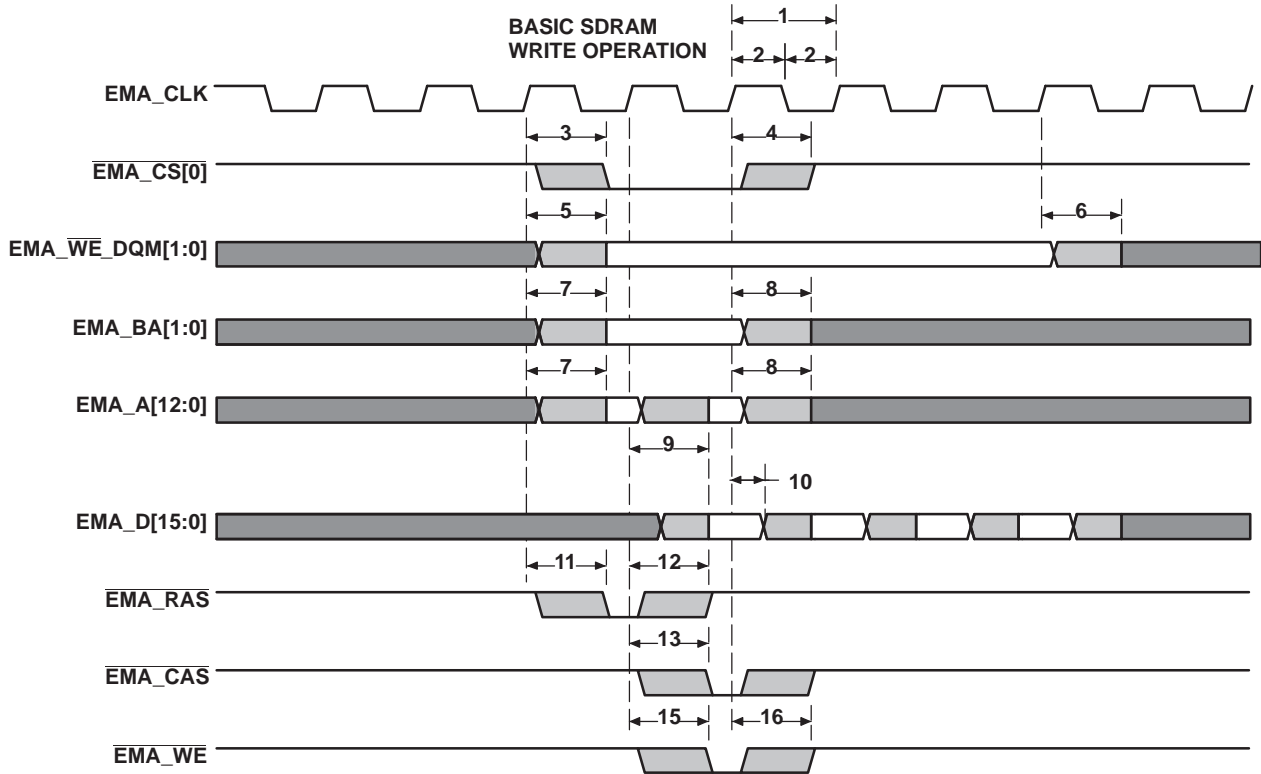 1
BASIC SDRAM
WRITE OPERATION
2 2
EMA_CLK
3 4
EMA_CS[0]
5 6
EMA_WE_DQM[1:0]
7 8
EMA_BA[1:0]
7 8
EMA_A[12:0]
9
10
EMA_D[15:0]
11 12
EMA_RAS
13
EMA_CAS
15 16
EMA_WE